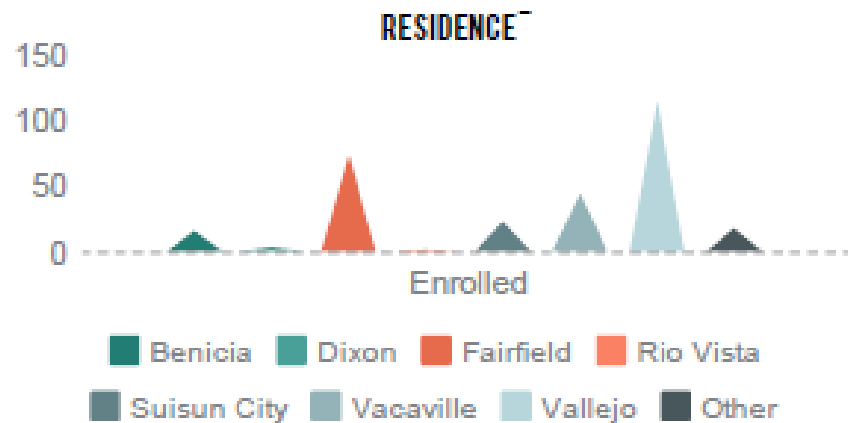 RESIDENCE
150
100
50
0
Enrolled
Benicia Dixon Fairfield Rio Vista
Suisun City Vacaville Vallejo Other